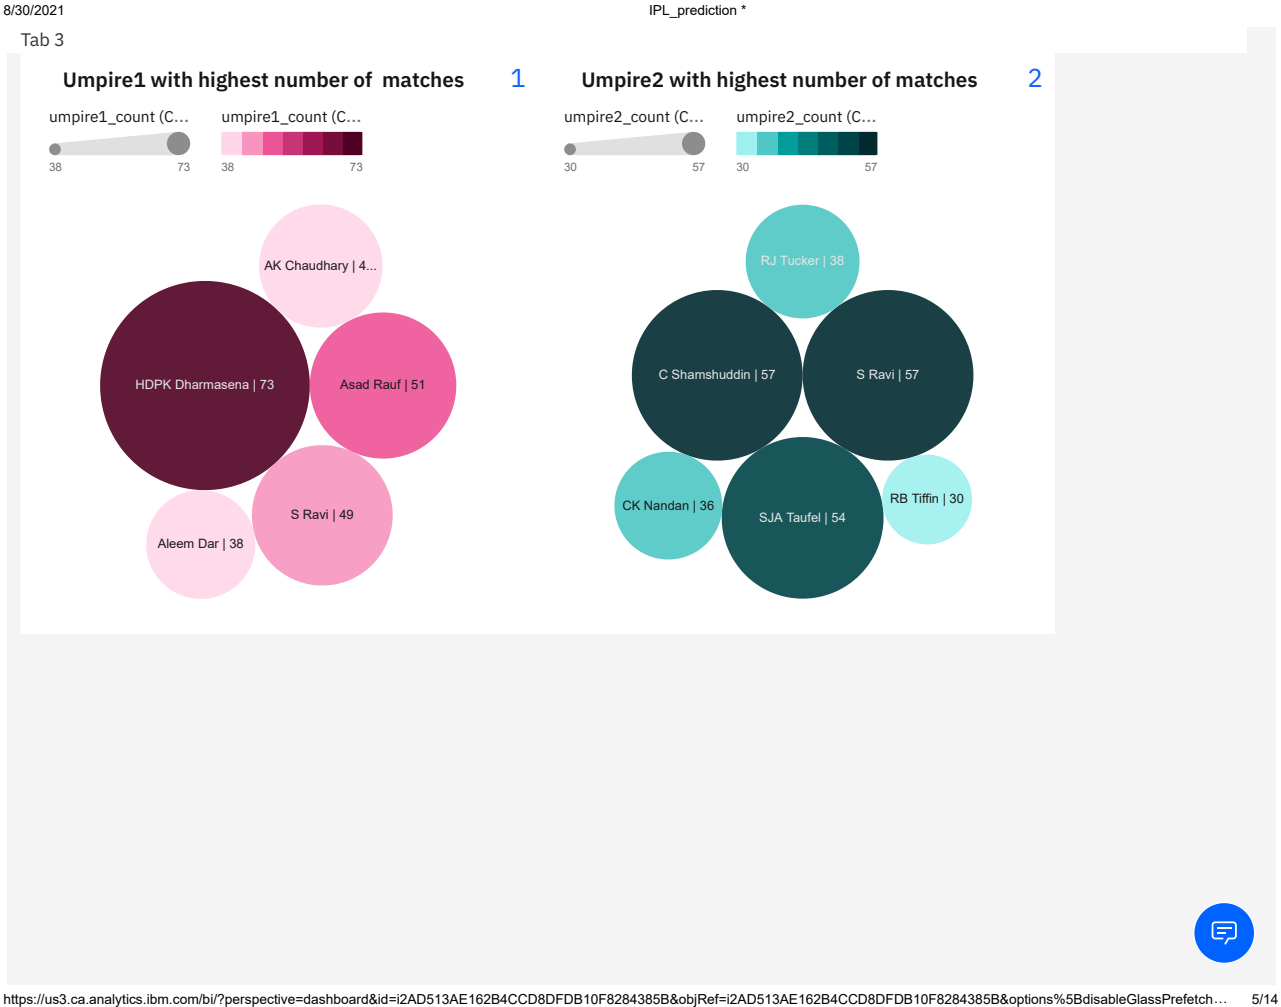 8/30/2021
IPL_prediction *
Tab 3
Umpire1 with highest number of matches
1
umpire1_count (C...
umpire1_count (C...
38
73
38
73
AK Chaudhary | 4...
HDPK Dharmasena | 73
Asad Rauf | 51
S Ravi | 49
Aleem Dar | 38
Umpire2 with highest number of matches
2
umpire2_count (C...
umpire2_count (C...
30
57
30
57
RJ Tucker | 38
C Shamshuddin | 57
S Ravi | 57
CK Nandan | 36
SJA Taufel | 54
RB Tiffin | 30
https://us3.ca.analytics.ibm.com/bi/?perspective=dashboard&id=i2AD513AE162B4CCD8DFDB10F8284385B&objRef=i2AD513AE162B4CCD8DFDB10F8284385B&options%5BdisableGlassPrefetch...
5/14